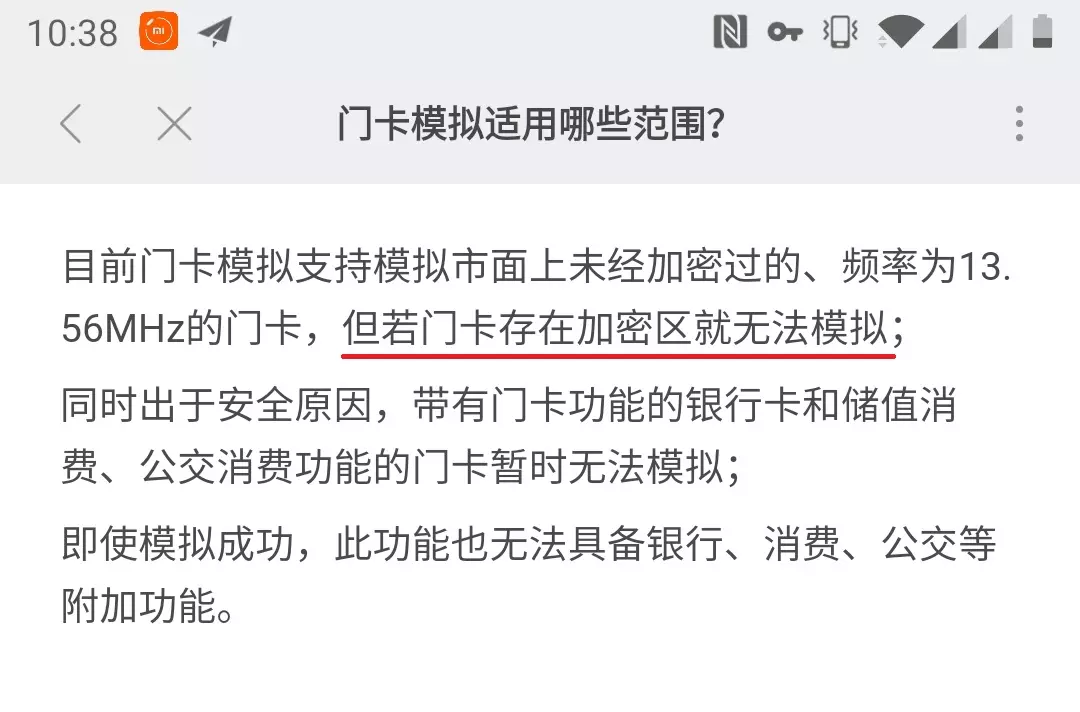 10:38
门卡模拟适用哪些范围？
目前门卡模拟支持模拟市面上未经加密过的、频率为13.
56MHz的门卡，但若门卡存在加密区就无法模拟；
同时出于安全原因，带有门卡功能的银行卡和储值消
费、公交消费功能的门卡暂时无法模拟；
即使模拟成功，此功能也无法具备银行、消费、公交等
附加功能。